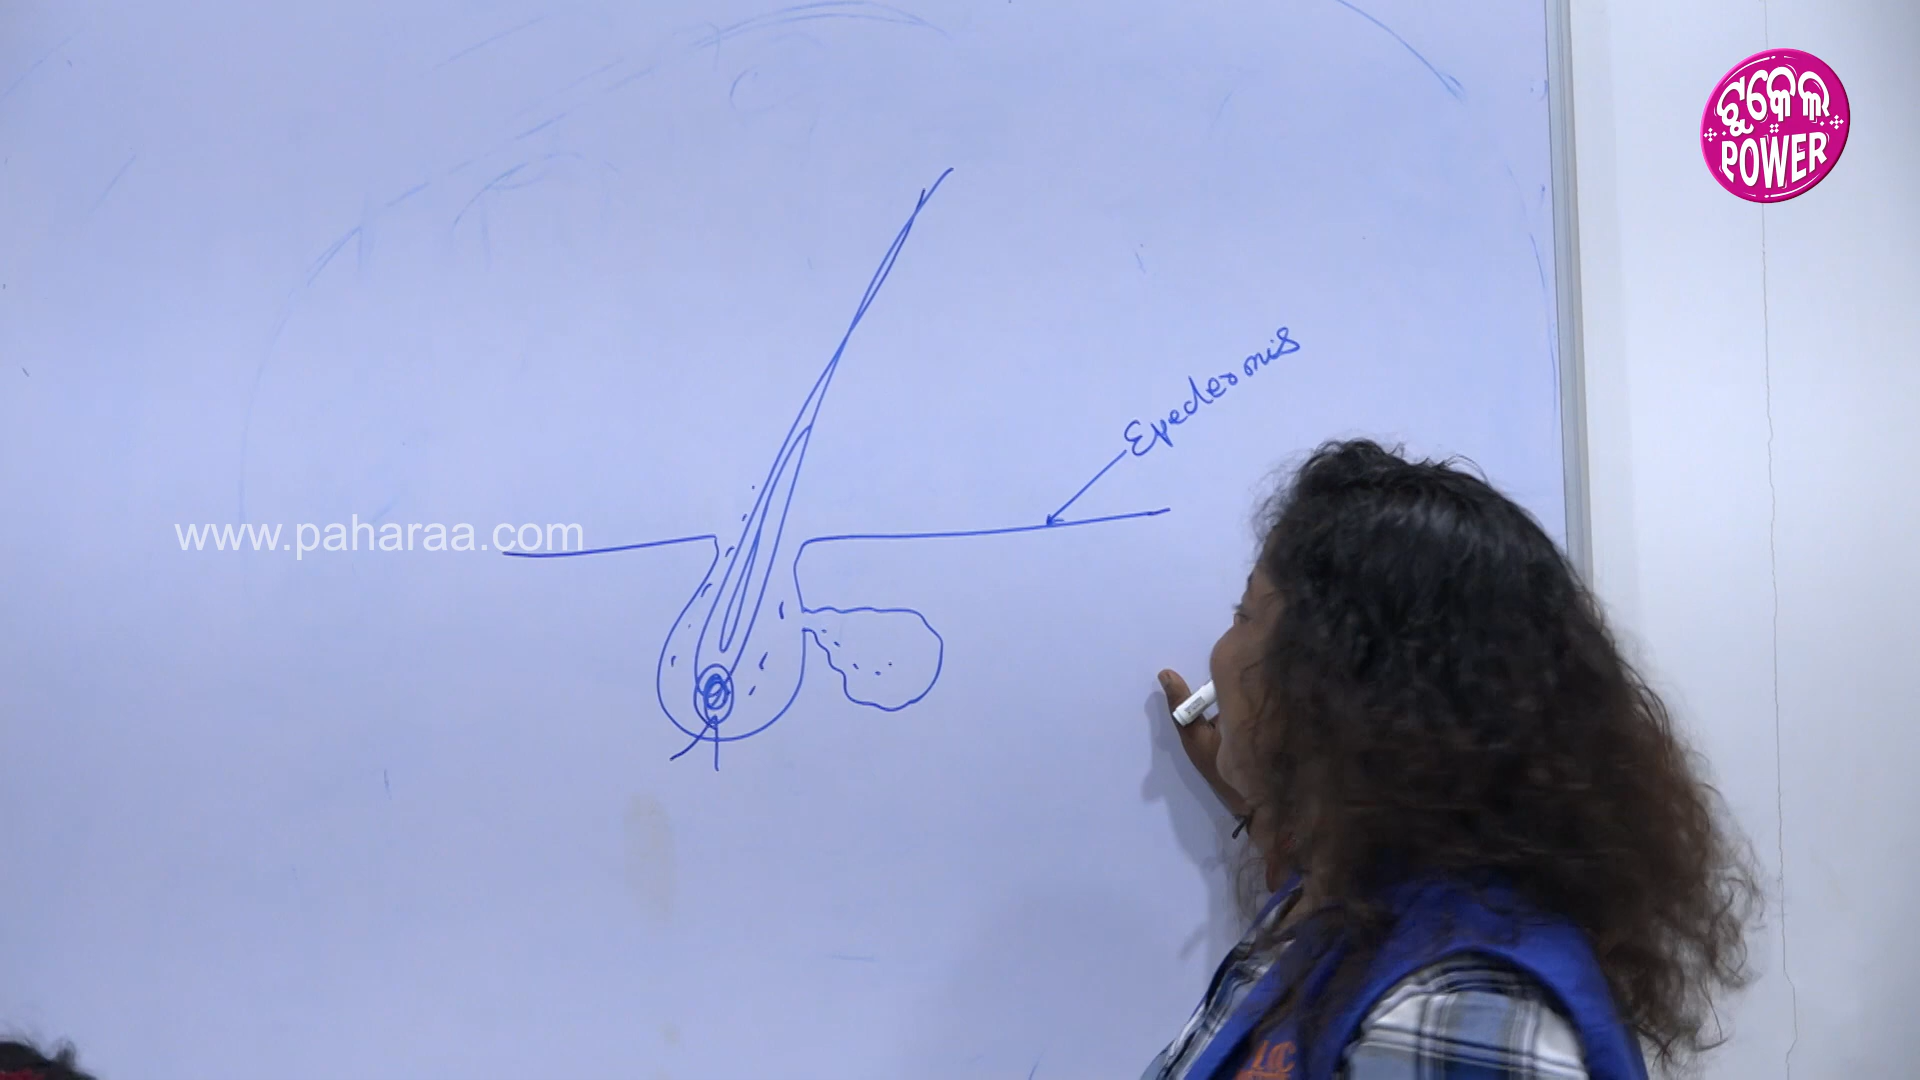 ଟୁକେଲ
POWER
Epedermis
www.paharaa.com